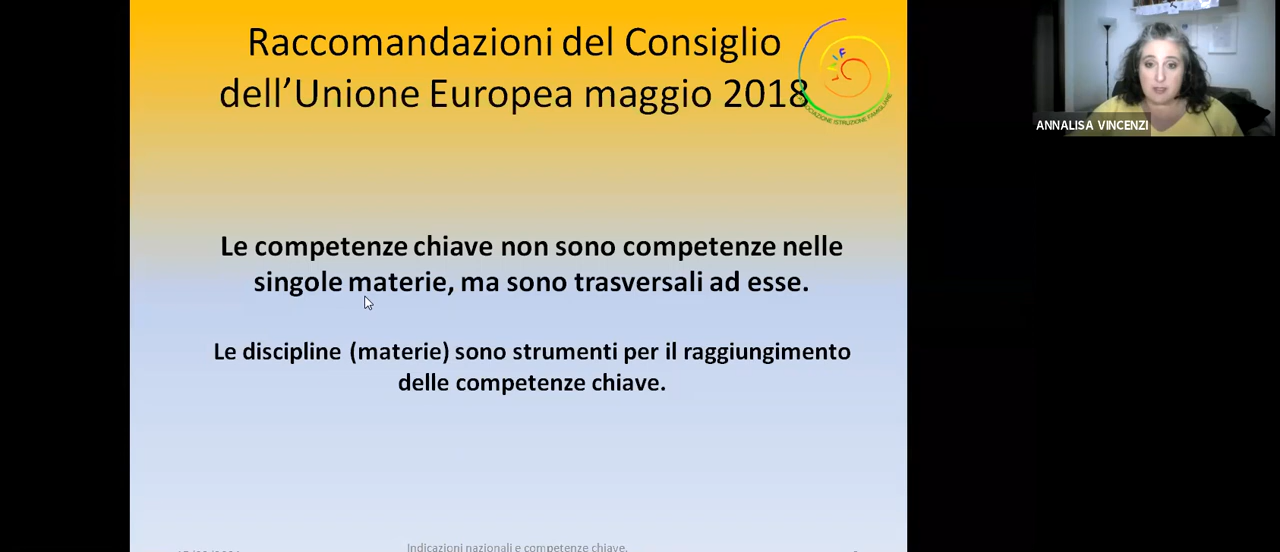 Raccomandazioni del Consiglio
dell’Unione Europea maggio 2018
ISTRUZIONE FAMIGLIARE
ANNALISA VINCENZI
Le competenze chiave non sono competenze nelle
singole materie, ma sono trasversali ad esse.
Le discipline (materie) sono strumenti per il raggiungimento
delle competenze chiave.
Indicazioni nazionali e competenze chiave.